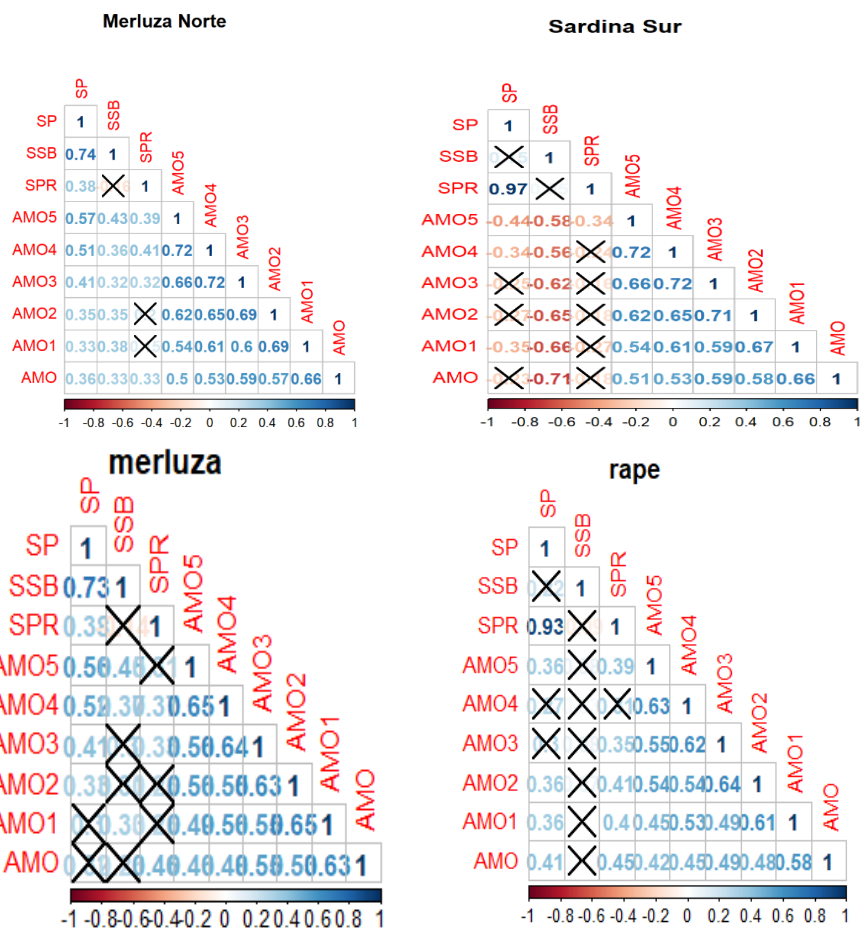 Merluza Norte
SP
SP 1 SSB
SSB 0.74 1 SPR
SPR 0.38 1 AMO5
AMO5 0.57 0.43 0.39 1 AMO4
AMO4 0.51 0.36 0.41 0.72 1 AMO3
AMO3 0.41 0.32 0.32 0.66 0.72 1 AMO2
AMO2 0.35 0.35 0.62 0.65 0.69 1 AMO1
AMO1 0.33 0.38 0.54 0.61 0.6 0.69 1 AMO
AMO 0.36 0.33 0.33 0.5 0.53 0.59 0.57 0.66 1
-1 -0.8 -0.6 -0.4 -0.2 0 0.2 0.4 0.6 0.8 1
Sardina Sur
SP
SP 1 SSB
SSB 1 SPR
SPR 0.97 1 AMO5
AMO5 -0.44 -0.58 -0.34 1 AMO4
AMO4 -0.34 -0.56 0.72 1 AMO3
AMO3 -0.62 0.66 0.72 1 AMO2
AMO2 -0.65 0.62 0.65 0.71 1 AMO1
AMO1 -0.35 -0.66 0.54 0.61 0.59 0.67 1 AMO
AMO -0.71 0.51 0.53 0.59 0.58 0.66 1
-1 -0.8 -0.6 -0.4 -0.2 0 0.2 0.4 0.6 0.8 1
merluza
SP
SP 1 SSB
SSB 0.73 1 SPR
SPR 1 AMO5
AMO5 1 AMO4
AMO4 0.65 1 AMO3
AMO3 0.41 0.64 1 AMO2
AMO2 0.63 1 AMO1
AMO1 0.65 1 AMO
AMO 0.63 1
-1 -0.8 -0.6 -0.4 -0.2 0 0.2 0.4 0.6 0.8 1
rape
SP
SP 1 SSB
SSB 1 SPR
SPR 0.93 1 AMO5
AMO5 0.36 0.39 1 AMO4
AMO4 0.63 1 AMO3
AMO3 0.35 0.55 0.62 1 AMO2
AMO2 0.36 0.41 0.54 0.54 0.64 1 AMO1
AMO1 0.36 0.4 0.45 0.53 0.49 0.61 1 AMO
AMO 0.41 0.45 0.42 0.45 0.49 0.48 0.58 1
-1 -0.8 -0.6 -0.4 -0.2 0 0.2 0.4 0.6 0.8 1